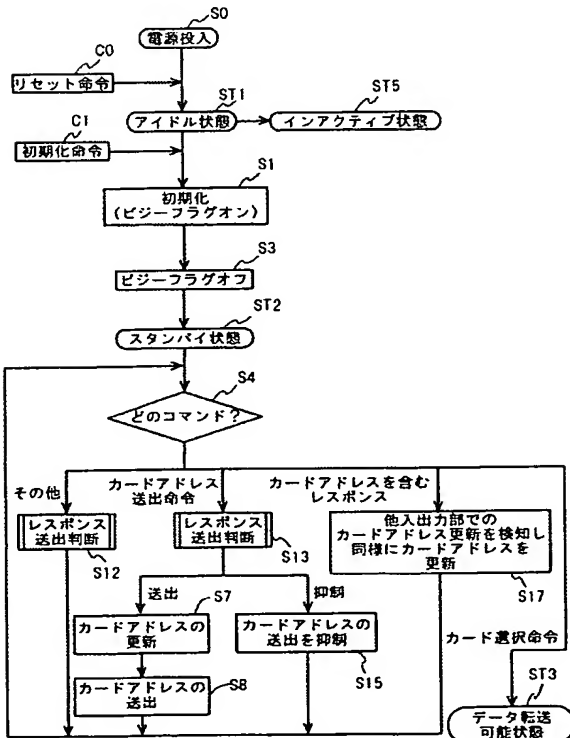 S0
電源投入
C0
リセット命令
ST1
ST5
アイドル状態
インアクティブ状態
C1
初期化命令
S1
初期化
(ビジーフラグオン)
S3
ビジーフラグオフ
ST2
スタンバイ状態
S4
どのコマンド?
その他
カードアドレス
送出命令
カードアドレスを含む
レスポンス
レスポンス
送出判断
S12
レスポンス
送出判断
S13
他入出力部での
カードアドレス更新を検知し
同様にカードアドレスを
更新
S17
送出
S7
抑制
カードアドレスの
更新
カードアドレスの
送出を抑制
S15
カード選択命令
S8
カードアドレスの
送出
ST3
データ転送
可能状態